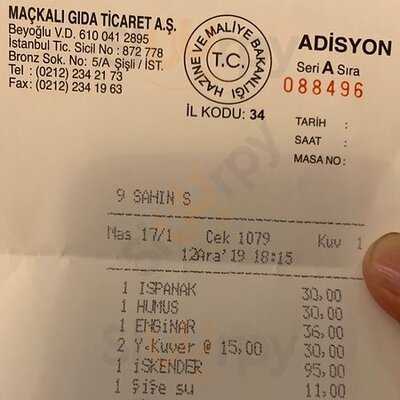 MAÇKALI GIDA TİCARET A.Ş.
Beyoğlu V.D. 610 041 2895
İstanbul Tic. Sicil No : 872 778
Bronz Sok. No: 5/A Şişli / İST.
Tel : (0212) 234 21 73
Fax: (0212) 234 19 63
T.C.
HAZİNE VE MALİYE BAKANLIĞI
İL KODU: 34
ADİSYON
Seri A Sıra
088496
TARİH :
SAAT :
MASA NO :
9 SAHIN S
Mas 17/1 Cek 1079 Kuv 1
12Ara'19 18:15
1 ISPANAK 30,00
1 HUMUS 30,00
1 ENGİNAR 36,00
2 Y.Kuver @ 15,00 30,00
1 İSKENDER 95,00
1 Şişe su 11,00